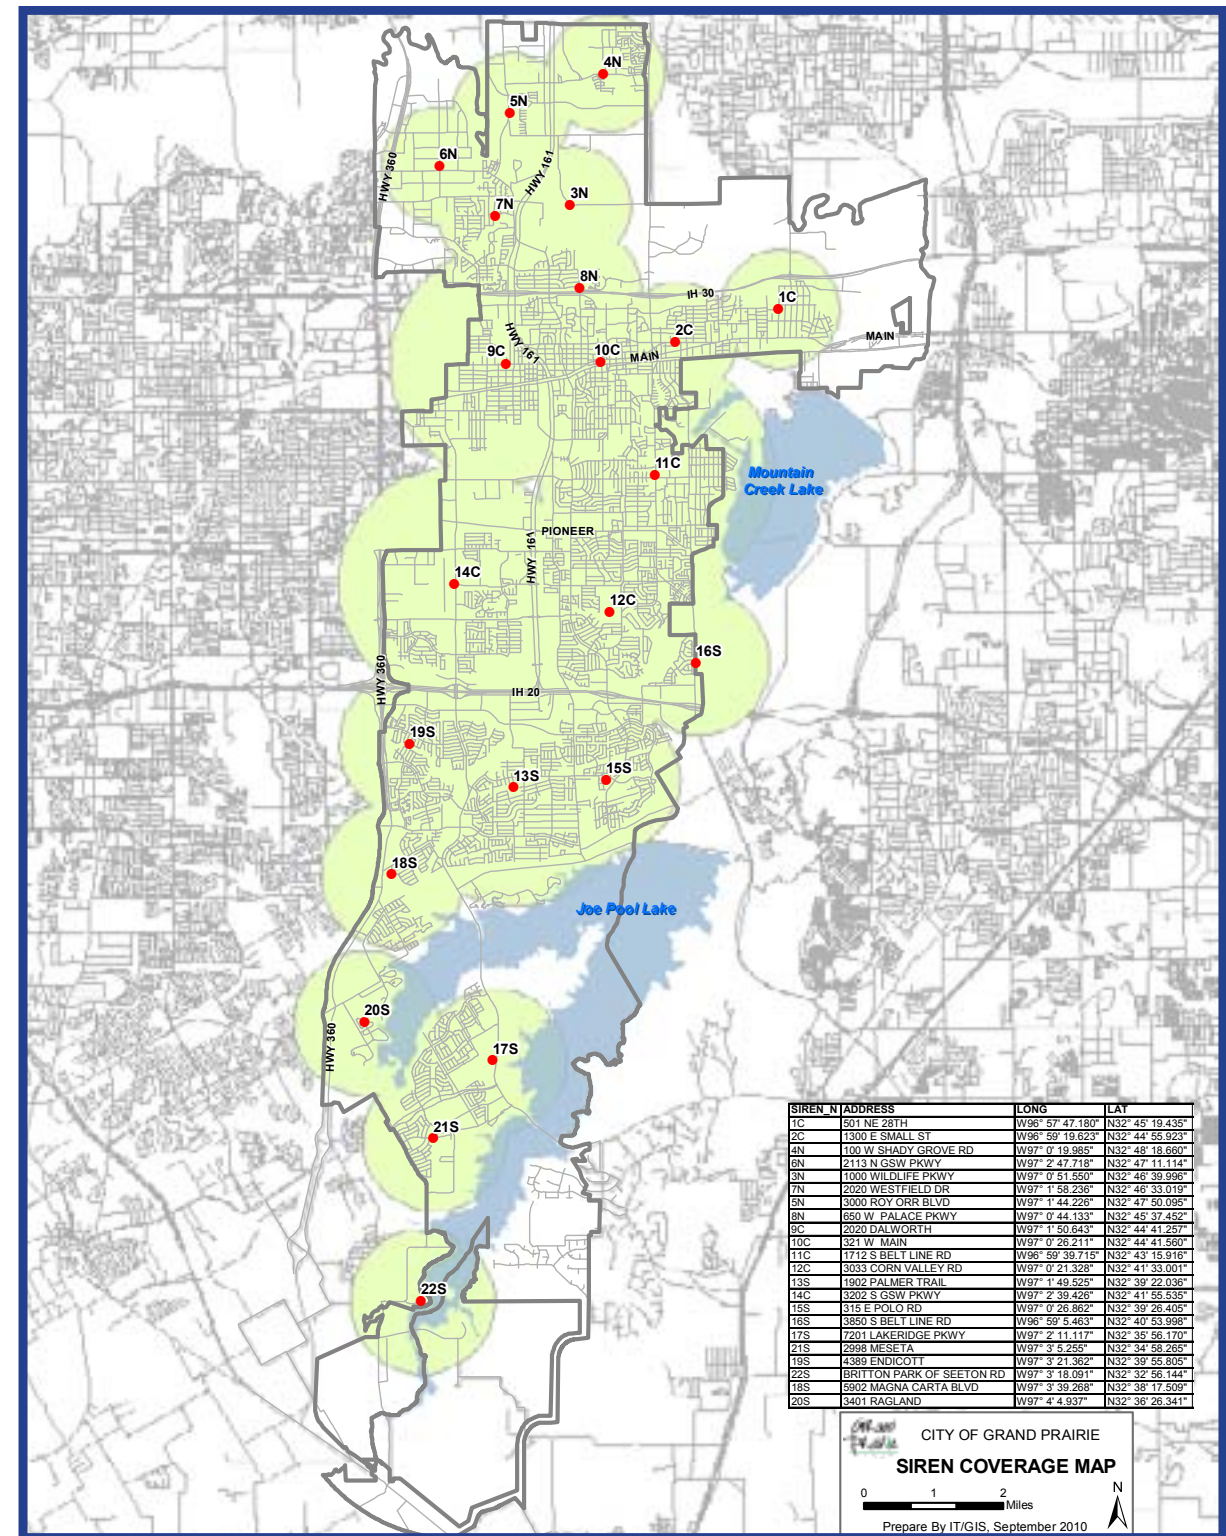 4N
5N
HWY 161
6N
HWY 360
3N
7N
8N
IH 30
1C
2C
HWY 161
MAIN
9C
10C
MAIN
11C
Mountain
Creek Lake
PIONEER
HWY 161
14C
12C
16S
HWY 360
IH 20
19S
15S
13S
18S
Joe Pool Lake
20S
HWY 360
17S
21S
22S
SIREN_N ADDRESS LONG LAT
1C 501 NE 28TH W96° 57' 47.180" N32° 45' 19.435"
2C 1300 E SMALL ST W96° 59' 19.623" N32° 44' 55.923"
4N 100 W SHADY GROVE RD W97° 0' 19.985" N32° 48' 18.660"
6N 2113 N GSW PKWY W97° 2' 47.718" N32° 47' 11.114"
3N 1000 WILDLIFE PKWY W97° 0' 51.550" N32° 46' 39.996"
7N 2020 WESTFIELD DR W97° 1' 58.236" N32° 46' 33.019"
5N 3000 ROY ORR BLVD W97° 1' 44.226" N32° 47' 50.095"
8N 650 W PALACE PKWY W97° 0' 44.133" N32° 45' 37.452"
9C 2020 DALWORTH W97° 1' 50.643" N32° 44' 41.257"
10C 321 W MAIN W97° 0' 26.211" N32° 44' 41.560"
11C 1712 S BELT LINE RD W96° 59' 39.715" N32° 43' 15.916"
12C 3033 CORN VALLEY RD W97° 0' 21.328" N32° 41' 33.001"
13S 1902 PALMER TRAIL W97° 1' 49.525" N32° 39' 22.036"
14C 3202 S GSW PKWY W97° 2' 39.426" N32° 41' 55.535"
15S 315 E POLO RD W97° 0' 26.862" N32° 39' 26.405"
16S 3850 S BELT LINE RD W96° 59' 5.463" N32° 40' 53.998"
17S 7201 LAKERIDGE PKWY W97° 2' 11.117" N32° 35' 56.170"
21S 2998 MESETA W97° 3' 5.255" N32° 34' 58.265"
19S 4389 ENDICOTT W97° 3' 21.362" N32° 39' 55.805"
22S BRITTON PARK OF SEETON RD W97° 3' 18.091" N32° 32' 56.144"
18S 5902 MAGNA CARTA BLVD W97° 3' 39.268" N32° 38' 17.509"
20S 3401 RAGLAND W97° 4' 4.937" N32° 36' 26.341"
CITY OF GRAND PRAIRIE
SIREN COVERAGE MAP
N
0 1 2
Miles
Prepare By IT/GIS, September 2010